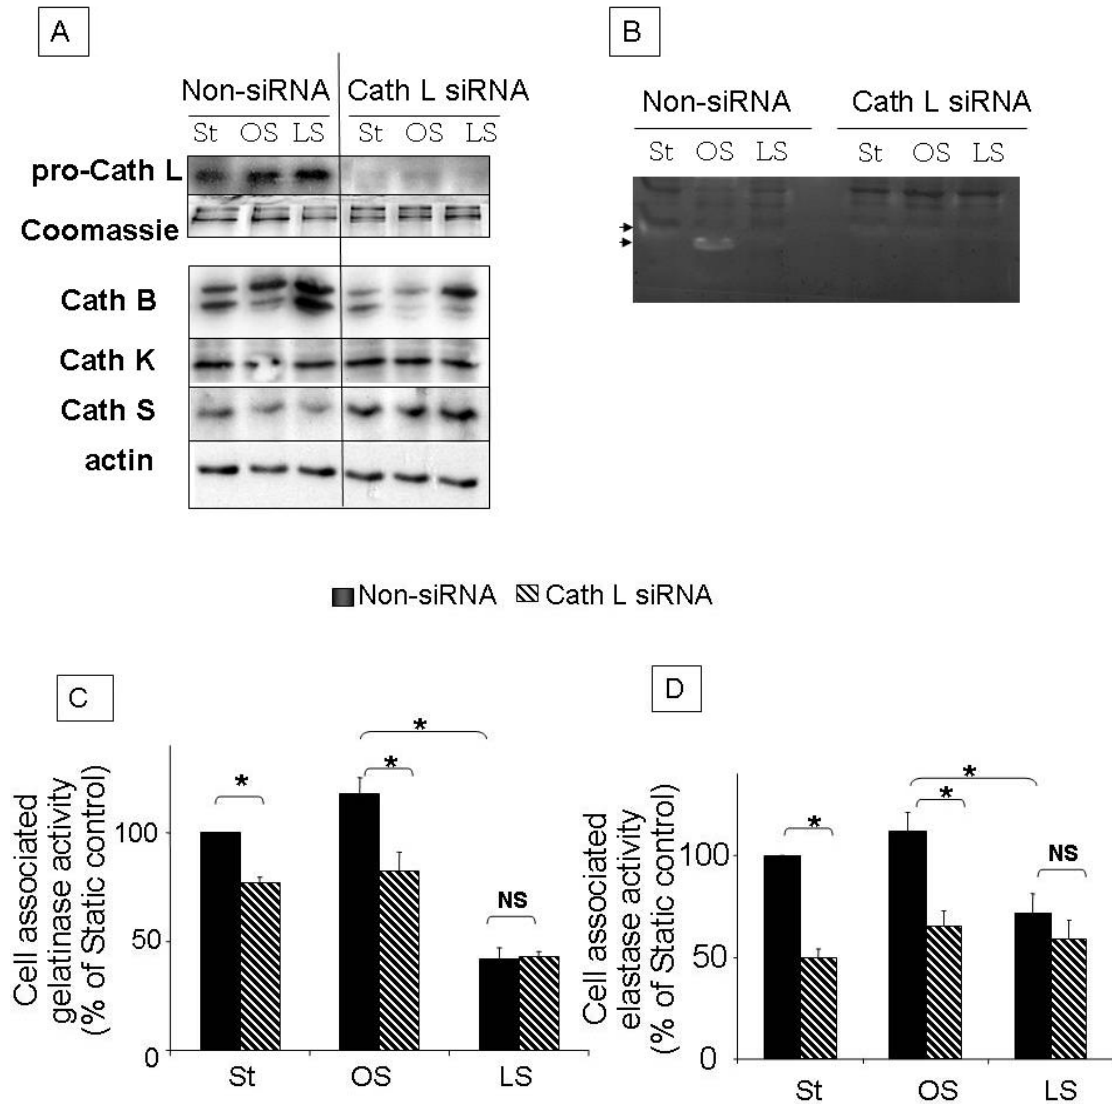 A
Non-siRNA Cath L siRNA
St OS LS St OS LS
pro-Cath L
Coomassie
Cath B
Cath K
Cath S
actin
B
Non-siRNA Cath L siRNA
St OS LS St OS LS
Non-siRNA Cath L siRNA
C
Cell associated
gelatinase activity
(% of Static control)
100
50
0
*
*
*
NS
St OS LS
D
Cell associated
elastase activity
(% of Static control)
100
50
0
*
*
*
NS
St OS LS